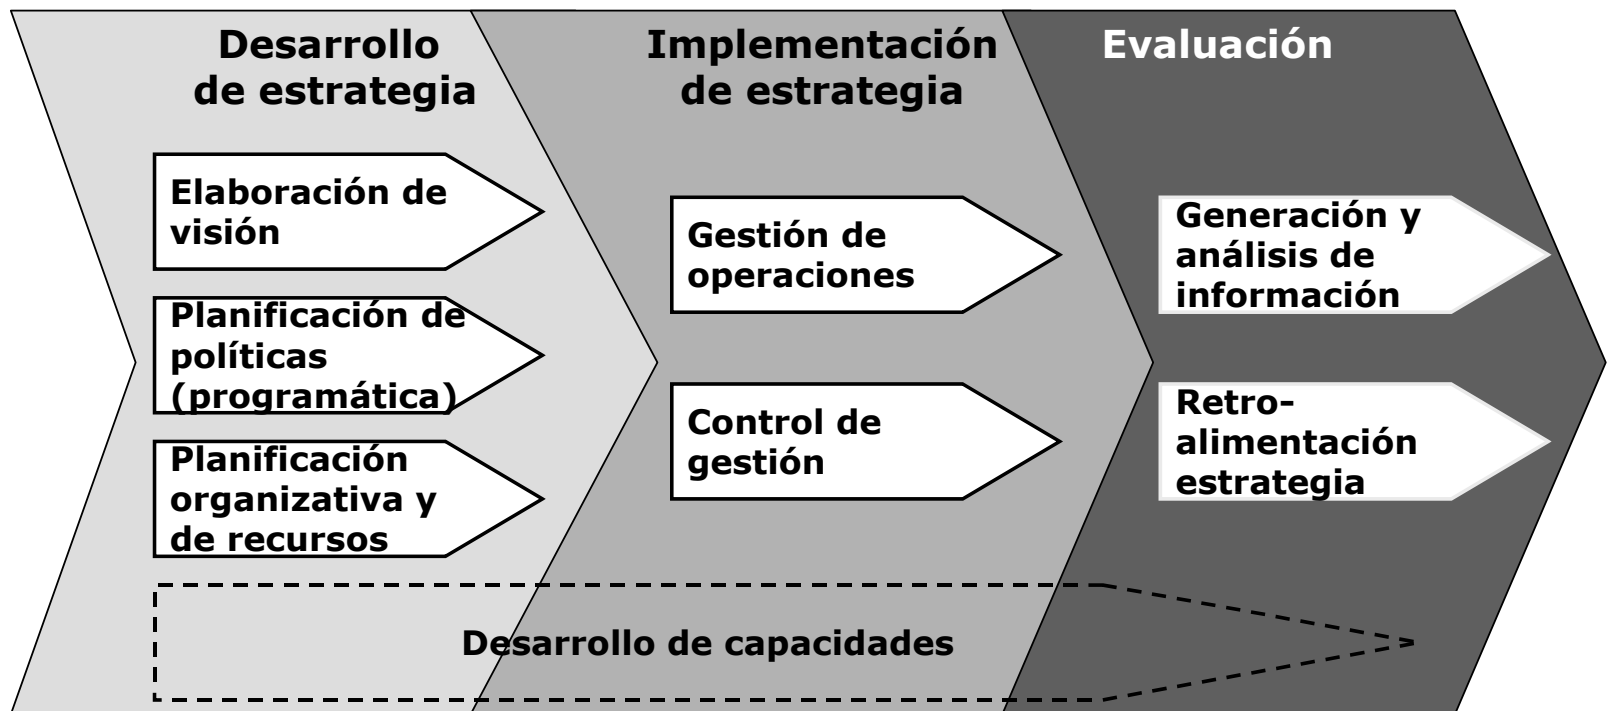 Desarrollo
de estrategia
Elaboración de
visión
Planificación de
políticas
(programática)
Planificación
organizativa y
de recursos
Implementación
de estrategia
Gestión de
operaciones
Control de
gestión
Evaluación
Generación y
análisis de
información
Retro-
alimentación
estrategia
Desarrollo de capacidades